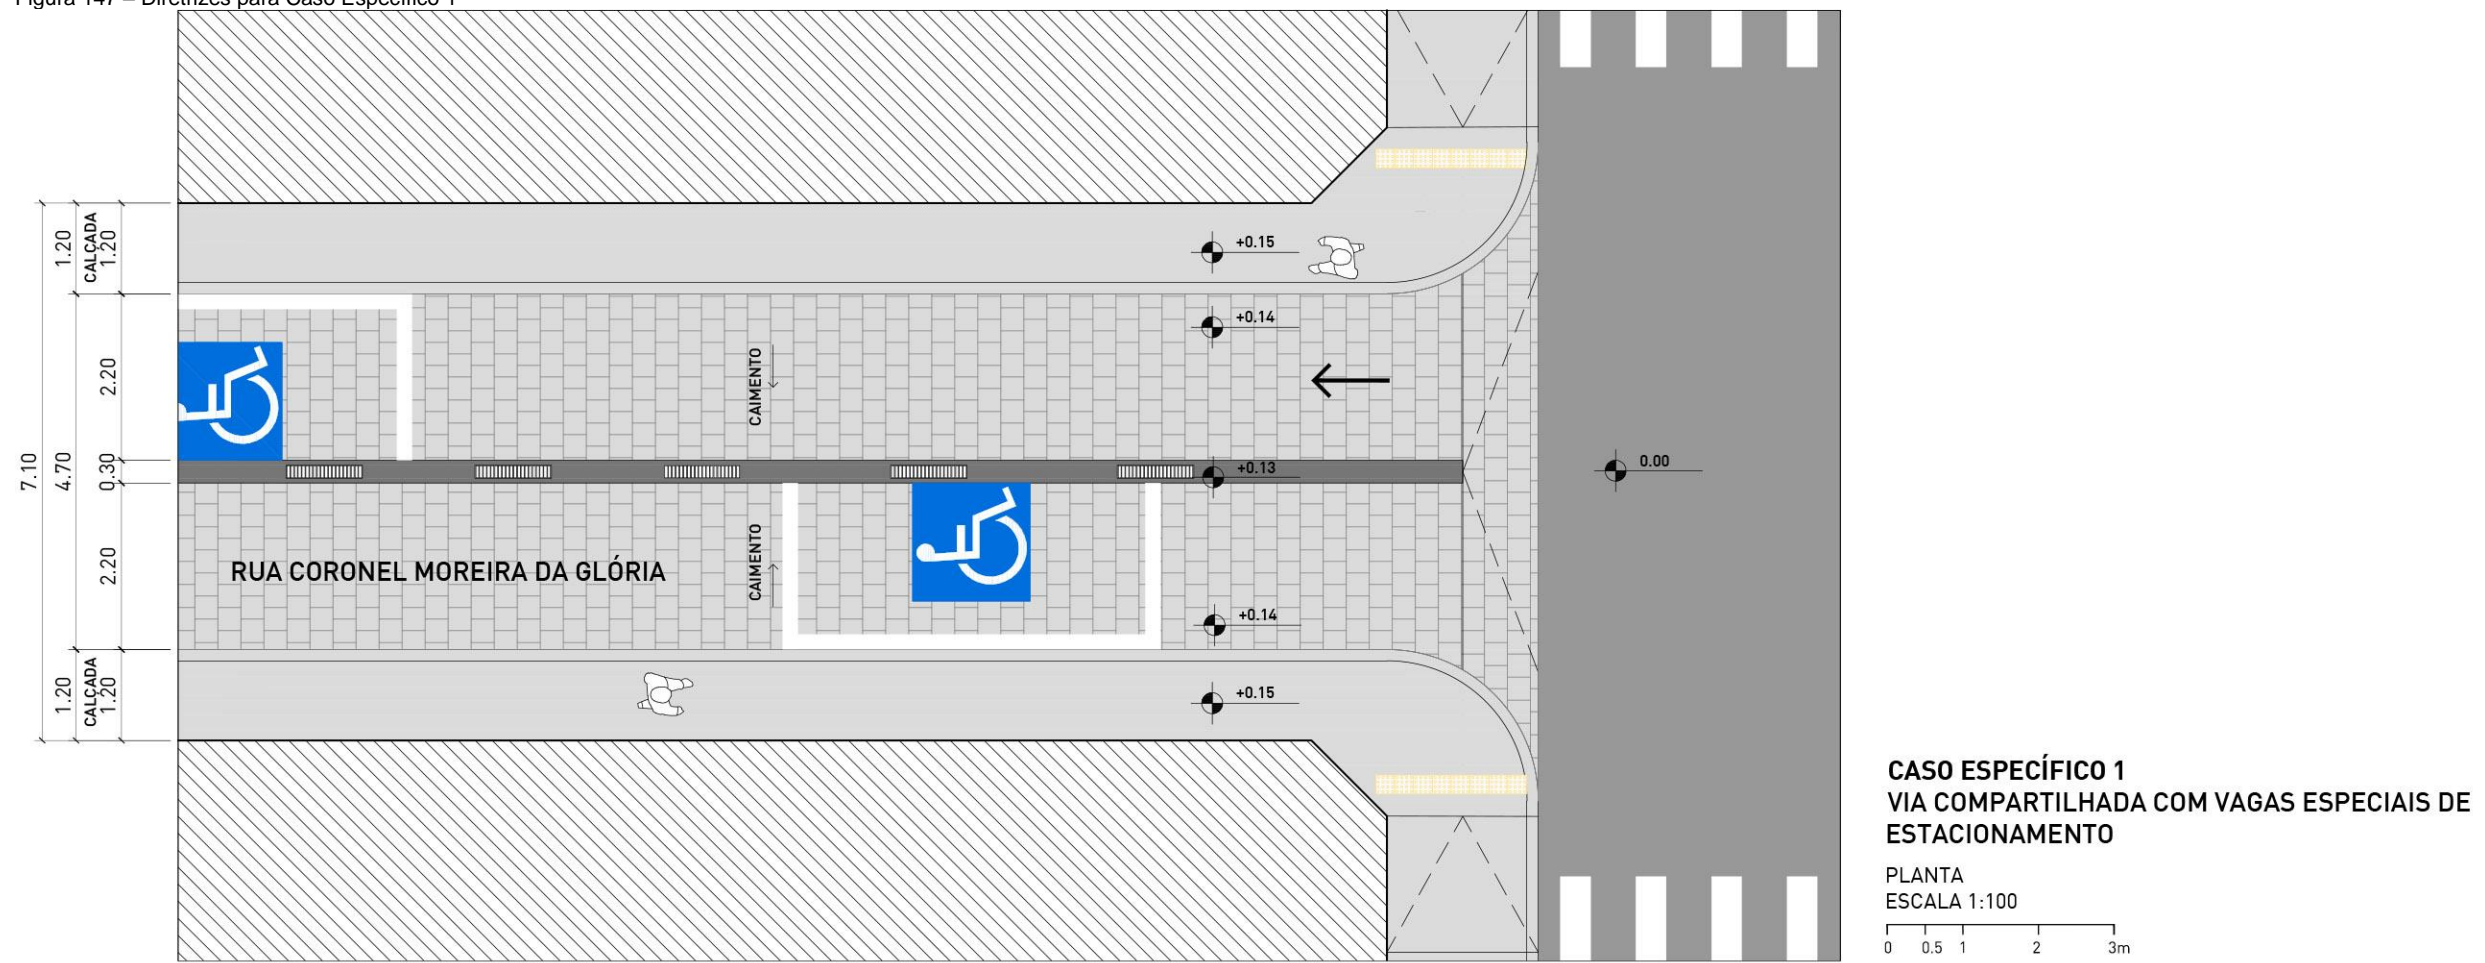 Figura 147 – Diretrizes para Caso Específico 1
+0.15
+0.14
CAIMENTO
+0.13
0.00
CAIMENTO
RUA CORONEL MOREIRA DA GLÓRIA
+0.14
+0.15
7.10
1.20
4.70
1.20
CALÇADA
CALÇADA
1.20
2.20
0.30
2.20
1.20
CASO ESPECÍFICO 1
VIA COMPARTILHADA COM VAGAS ESPECIAIS DE
ESTACIONAMENTO
PLANTA
ESCALA 1:100
0 0.5 1 2 3m